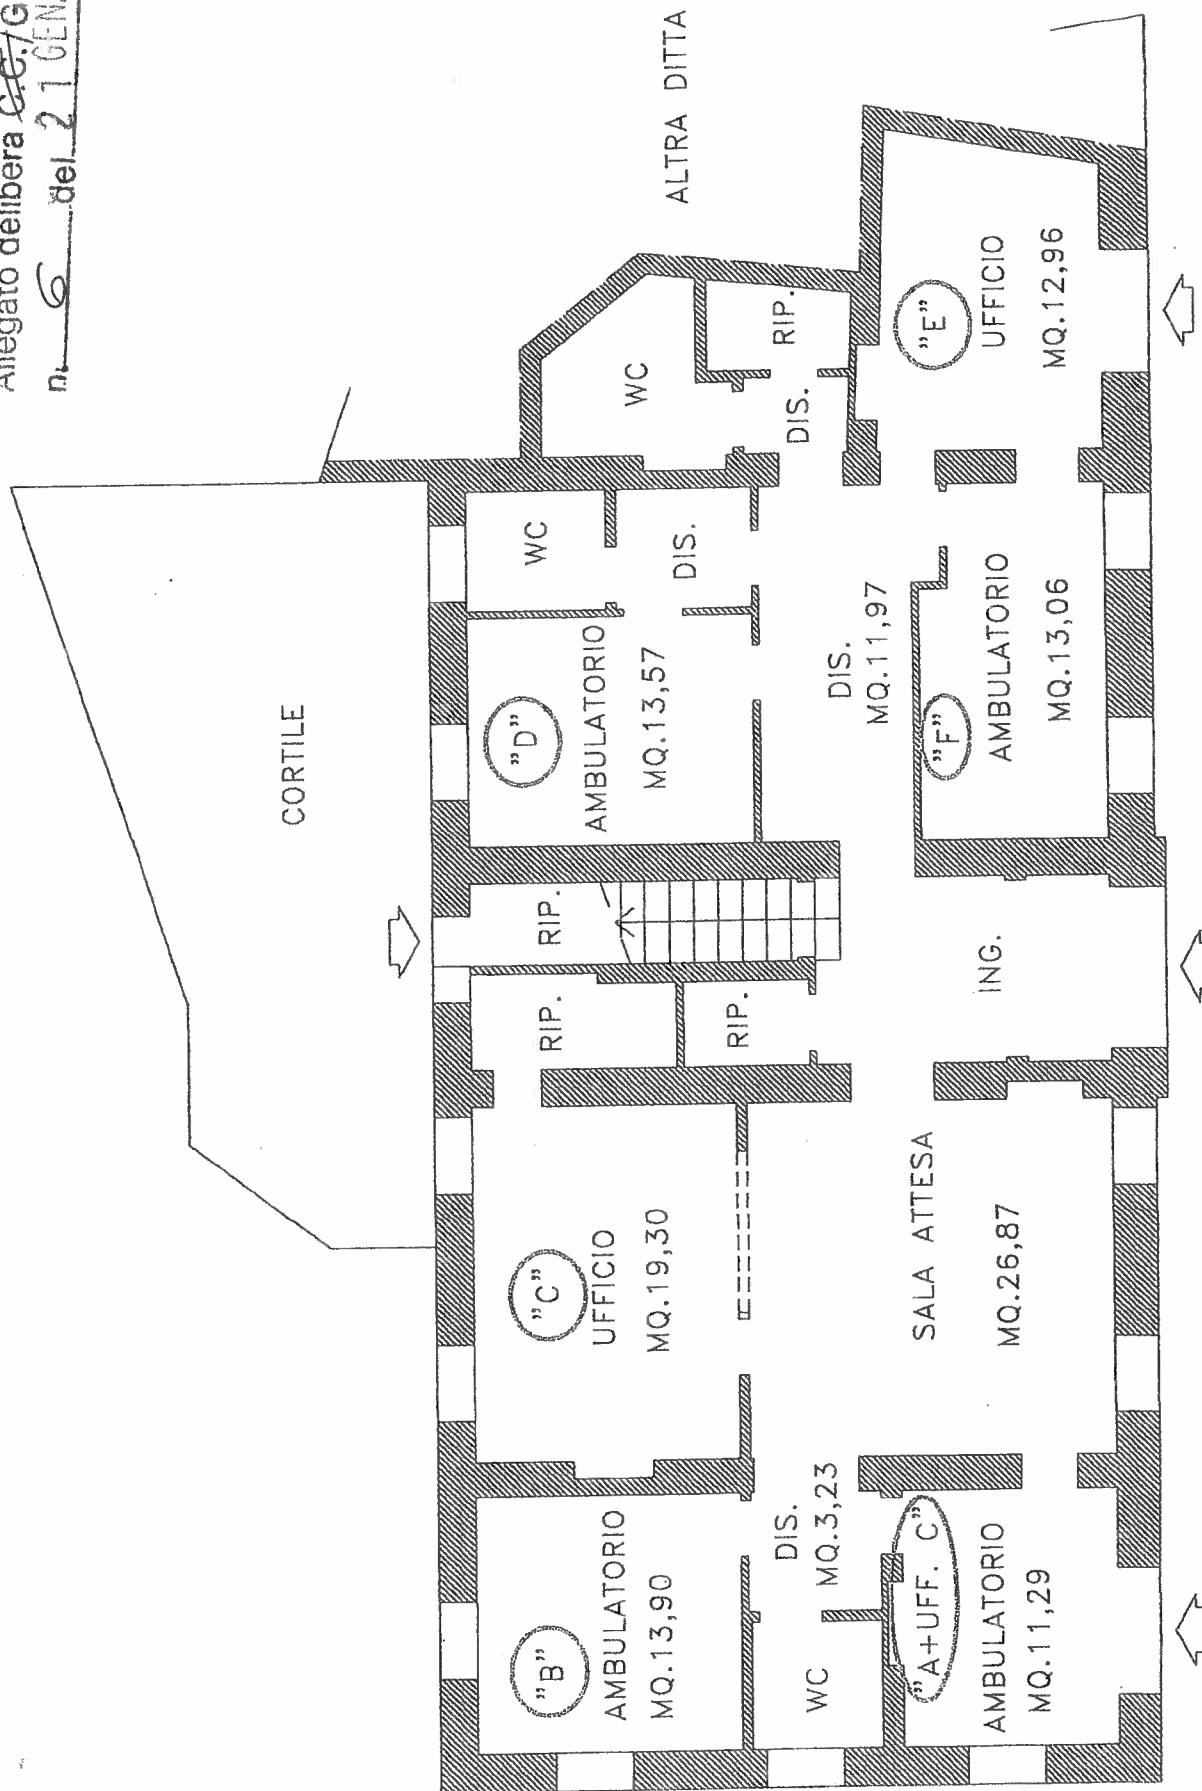 Allegato delibera C.C./G
n. 6 del 21 GEN.
ALTRA DITTA
CORTILE
WC
RIP.
"E"
UFFICIO
MQ.12,96
WC
DIS.
DIS.
"D"
AMBULATORIO
MQ.13,57
DIS.
MQ.11,97
"F"
AMBULATORIO
MQ.13,06
RIP.
RIP.
RIP.
ING.
"C"
UFFICIO
MQ.19,30
SALA ATTESA
MQ.26,87
"B"
AMBULATORIO
MQ.13,90
DIS.
MQ.3,23
WC
"A+UFF. C"
AMBULATORIO
MQ.11,29